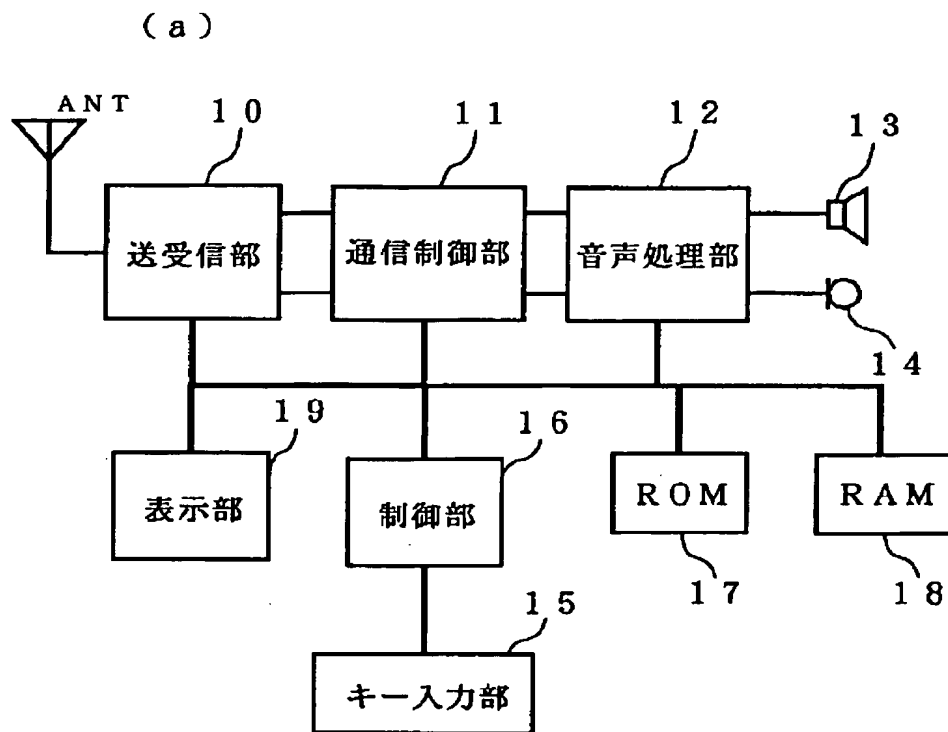 (a)
ANT
10
11
12
13
送受信部
通信制御部
音声処理部
14
19
16
表示部
制御部
ROM
RAM
17
18
15
キー入力部